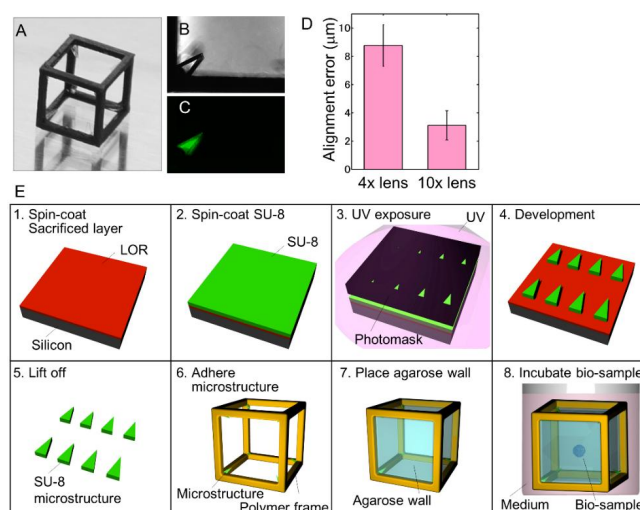 A
B
C
D
Alignment error (μm)
10
8
6
4
2
0
4x lens
10x lens
E
1. Spin-coat
Sacrificed layer
LOR
Silicon
2. Spin-coat SU-8
SU-8
3. UV exposure
UV
Photomask
4. Development
5. Lift off
SU-8
microstructure
6. Adhere
microstructure
Microstructure
Polymer frame
7. Place agarose wall
Agarose wall
8. Incubate bio-sample
Medium
Bio-sample